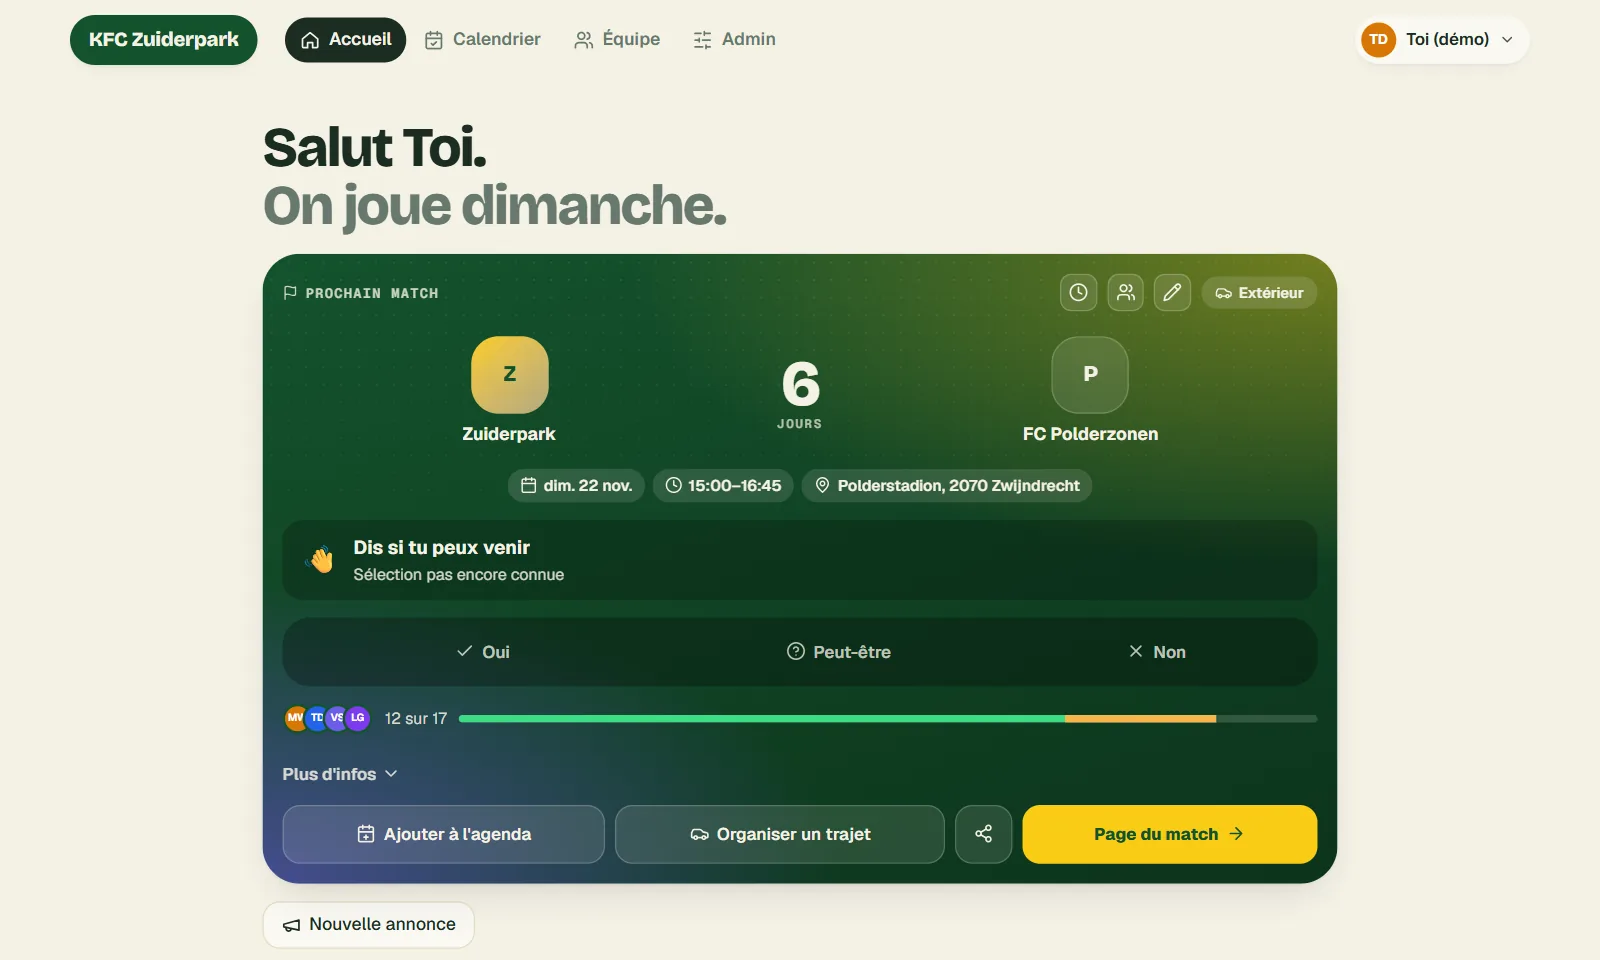 KFC Zuiderpark
Accueil
Calendrier
Équipe
Admin
TD
Toi (démo)
Salut Toi.
On joue dimanche.
PROCHAIN MATCH
Extérieur
Z
6
JOURS
P
Zuiderpark
FC Polderzonen
dim. 22 nov.
15:00–16:45
Polderstadion, 2070 Zwijndrecht
Dis si tu peux venir
Sélection pas encore connue
Oui
Peut-être
Non
MV
TD
VS
LG
12 sur 17
Plus d'infos
Ajouter à l'agenda
Organiser un trajet
Page du match
Nouvelle annonce